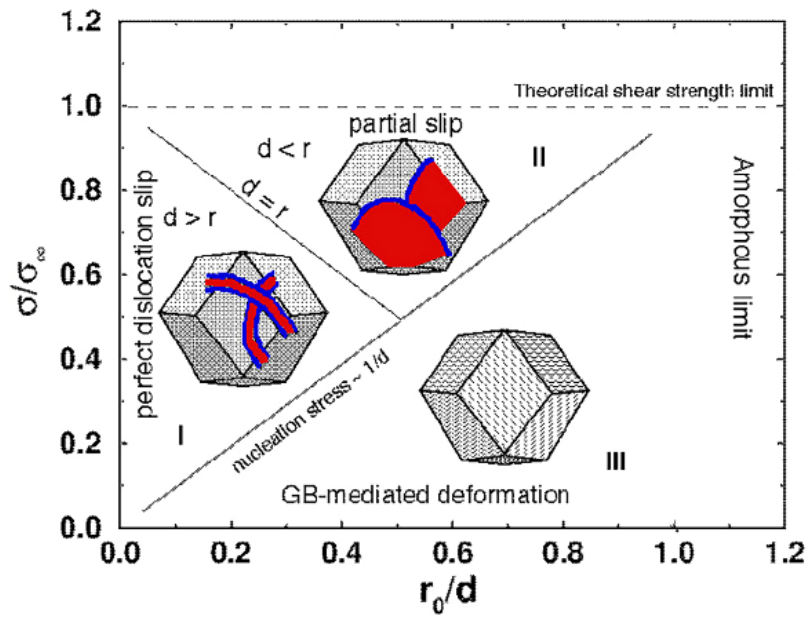 1.2
1.0
0.8
0.6
0.4
0.2
0.0
σ/σ∞
Theoretical shear strength limit
partial slip
d < r
II
d = r
d > r
perfect dislocation slip
Amorphous limit
nucleation stress ~ 1/d
I
III
GB-mediated deformation
0.0 0.2 0.4 0.6 0.8 1.0 1.2
r₀/d